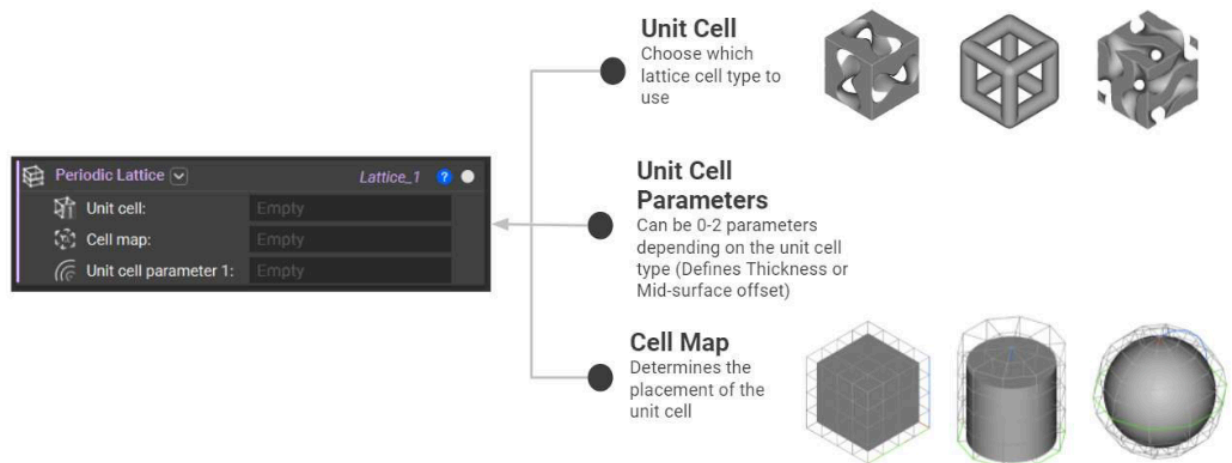 Unit Cell
Choose which
lattice cell type to
use
Periodic Lattice
Lattice_1
?
Unit cell:
Empty
Cell map:
Empty
Unit cell parameter 1:
Empty
Unit Cell
Parameters
Can be 0-2 parameters
depending on the unit cell
type (Defines Thickness or
Mid-surface offset)
Cell Map
Determines the
placement of the
unit cell